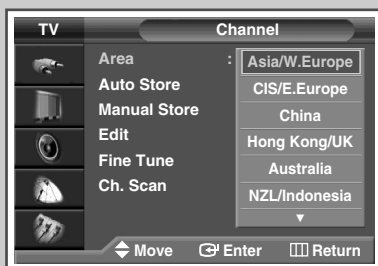 TV Channel
Area : Asia/W.Europe
Auto Store CIS/E.Europe
Manual Store China
Edit Hong Kong/UK
Fine Tune Australia
Ch. Scan NZL/Indonesia
▼
Move Enter Return